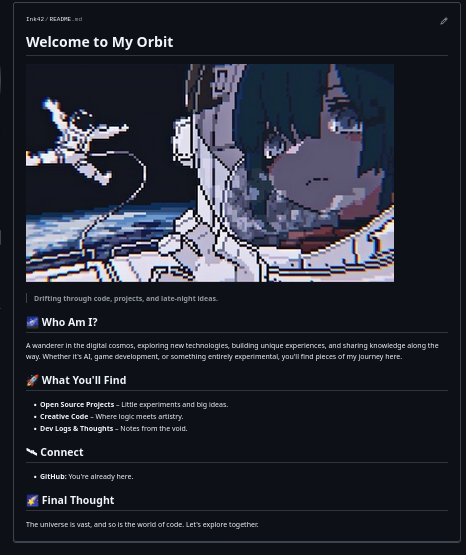 Ink42/README.md
Welcome to My Orbit
Drifting through code, projects, and late-night ideas.
🌌 Who Am I?
A wanderer in the digital cosmos, exploring new technologies, building unique experiences, and sharing knowledge along the
way. Whether it's AI, game development, or something entirely experimental, you'll find pieces of my journey here.
🚀 What You'll Find
• Open Source Projects – Little experiments and big ideas.
• Creative Code – Where logic meets artistry.
• Dev Logs & Thoughts – Notes from the void.
🛰 Connect
• GitHub: You're already here.
🌠 Final Thought
The universe is vast, and so is the world of code. Let's explore together.